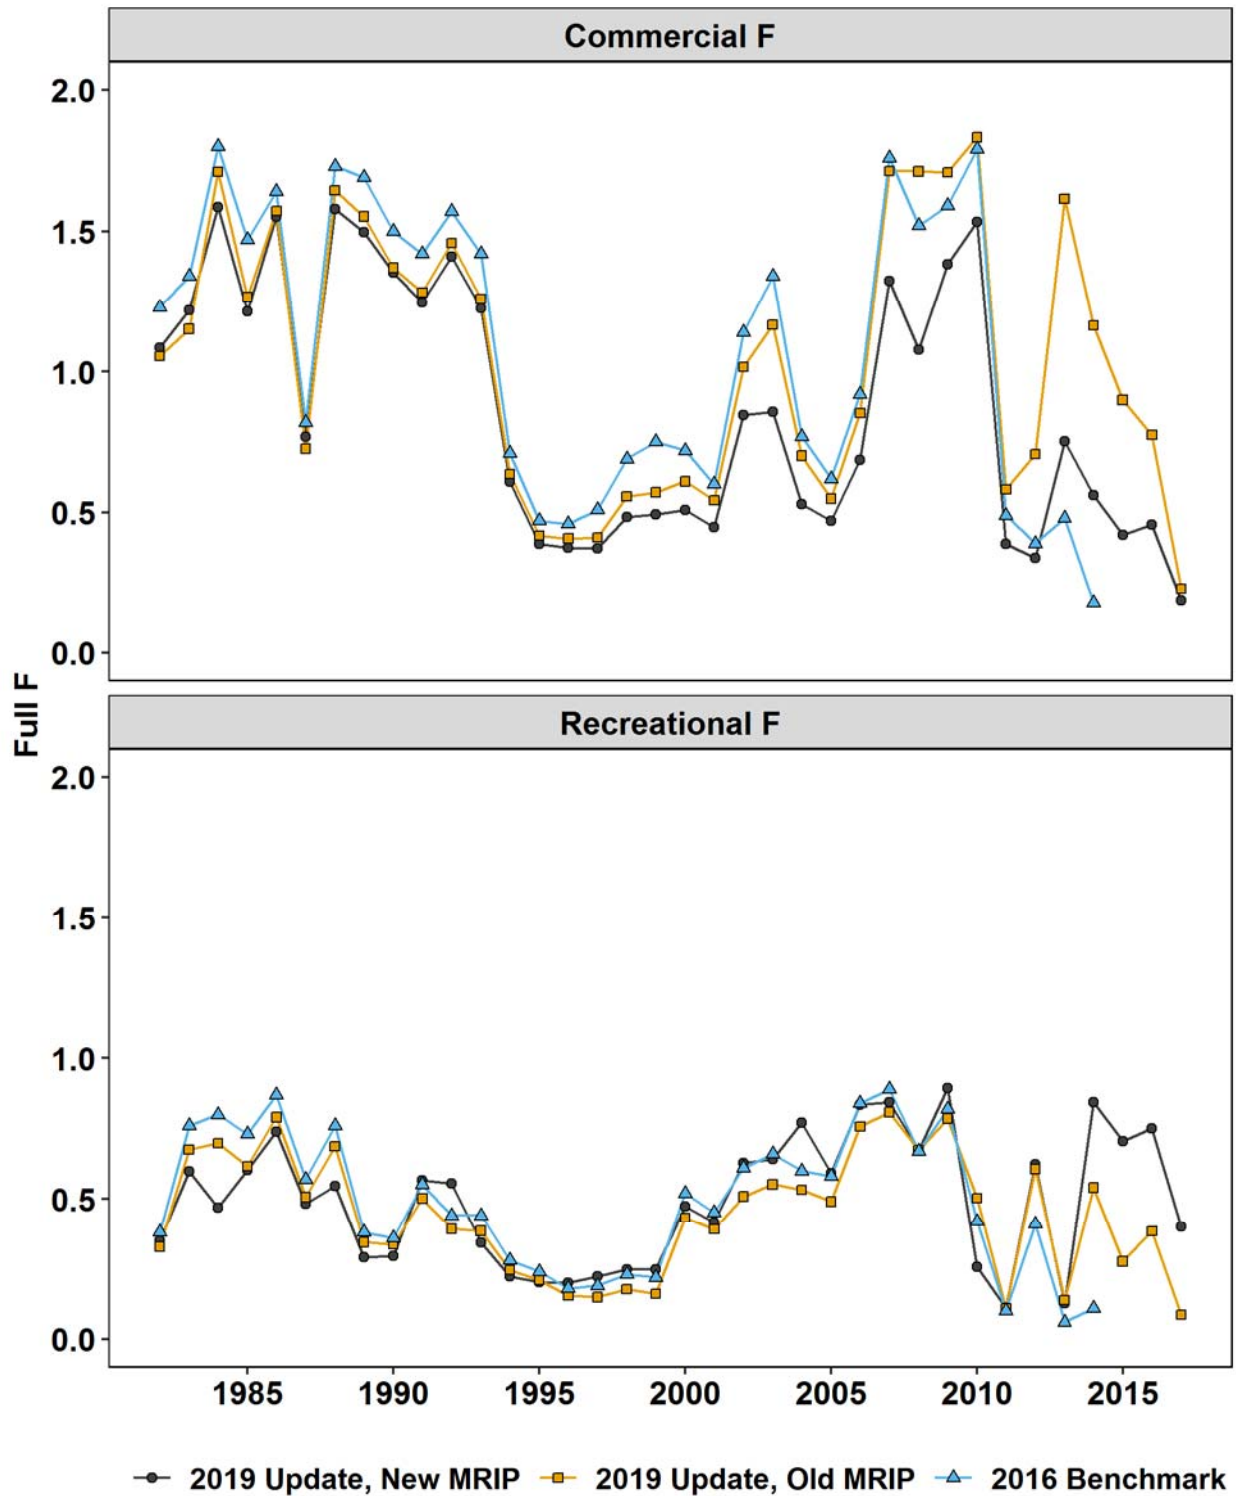 Commercial F
2.0
1.5
1.0
0.5
0.0
Full F
Recreational F
2.0
1.5
1.0
0.5
0.0
1985 1990 1995 2000 2005 2010 2015
2019 Update, New MRIP 2019 Update, Old MRIP 2016 Benchmark